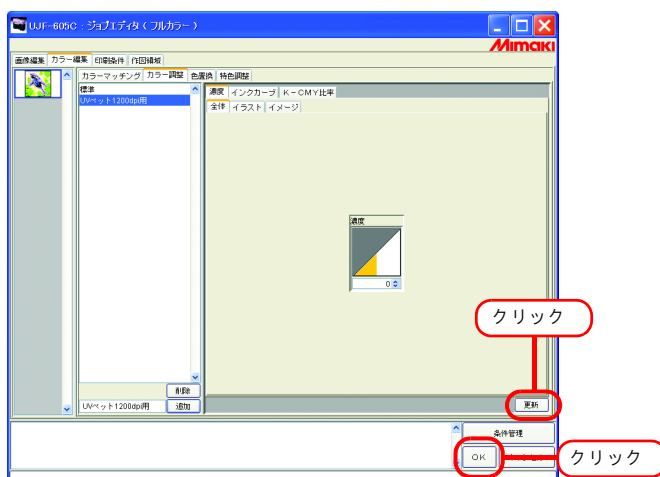 UJF-605C : ジョブエディタ ( フルカラー )
Mimaki
画像編集 カラー編集 印刷条件 作図領域
カラーマッチング カラー調整 色置換 特色調整
標準
UVペット1200dpi用
濃度 インクカーブ K-CMY比率
全体 イラスト イメージ
濃度
0
クリック
削除
UVペット1200dpi用 追加
更新
条件管理
OK
クリック